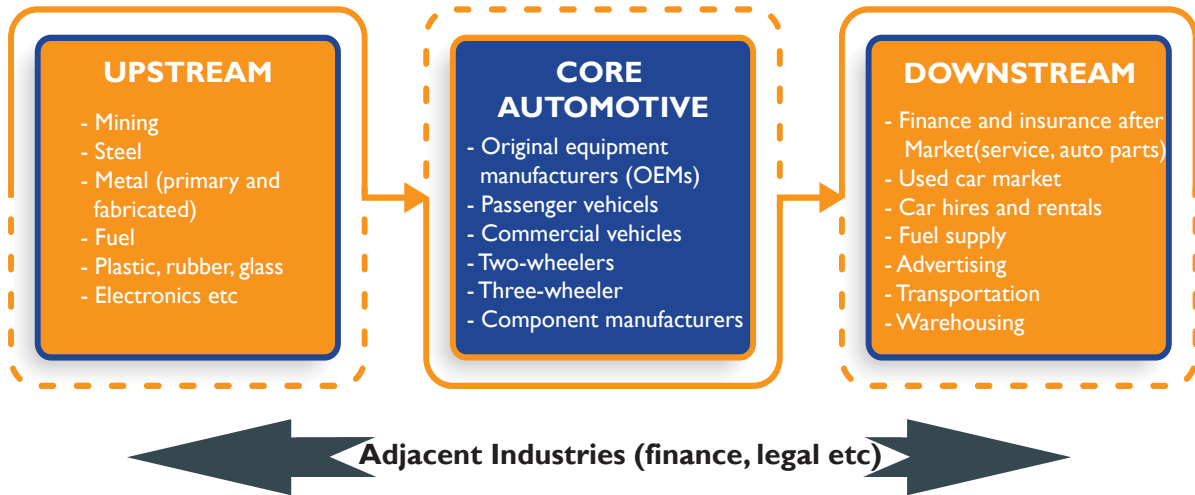 UPSTREAM
- Mining
- Steel
- Metal (primary and
fabricated)
- Fuel
- Plastic, rubber, glass
- Electronics etc
CORE
AUTOMOTIVE
- Original equipment
manufacturers (OEMs)
- Passenger vehicels
- Commercial vehicles
- Two-wheelers
- Three-wheeler
- Component manufacturers
DOWNSTREAM
- Finance and insurance after
Market(service, auto parts)
- Used car market
- Car hires and rentals
- Fuel supply
- Advertising
- Transportation
- Warehousing
Adjacent Industries (finance, legal etc)